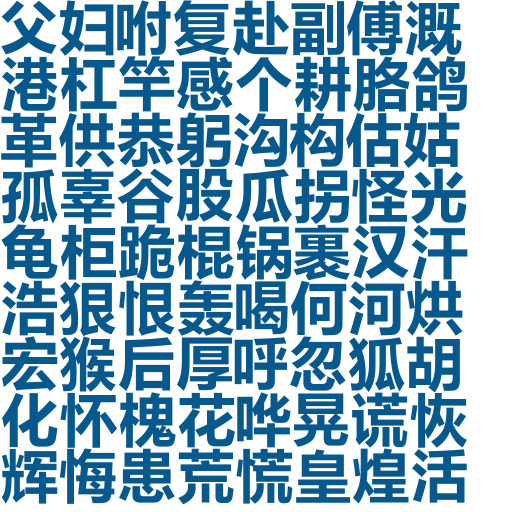 父妇咐复赴副傅溉
港杠竿感个耕胳鸽
革供恭躬沟构估姑
孤辜谷股瓜拐怪光
龟柜跪棍锅裹汉汗
浩狠恨轰喝何河烘
宏猴后厚呼忽狐胡
化怀槐花哗晃谎恢
辉悔患荒慌皇煌活